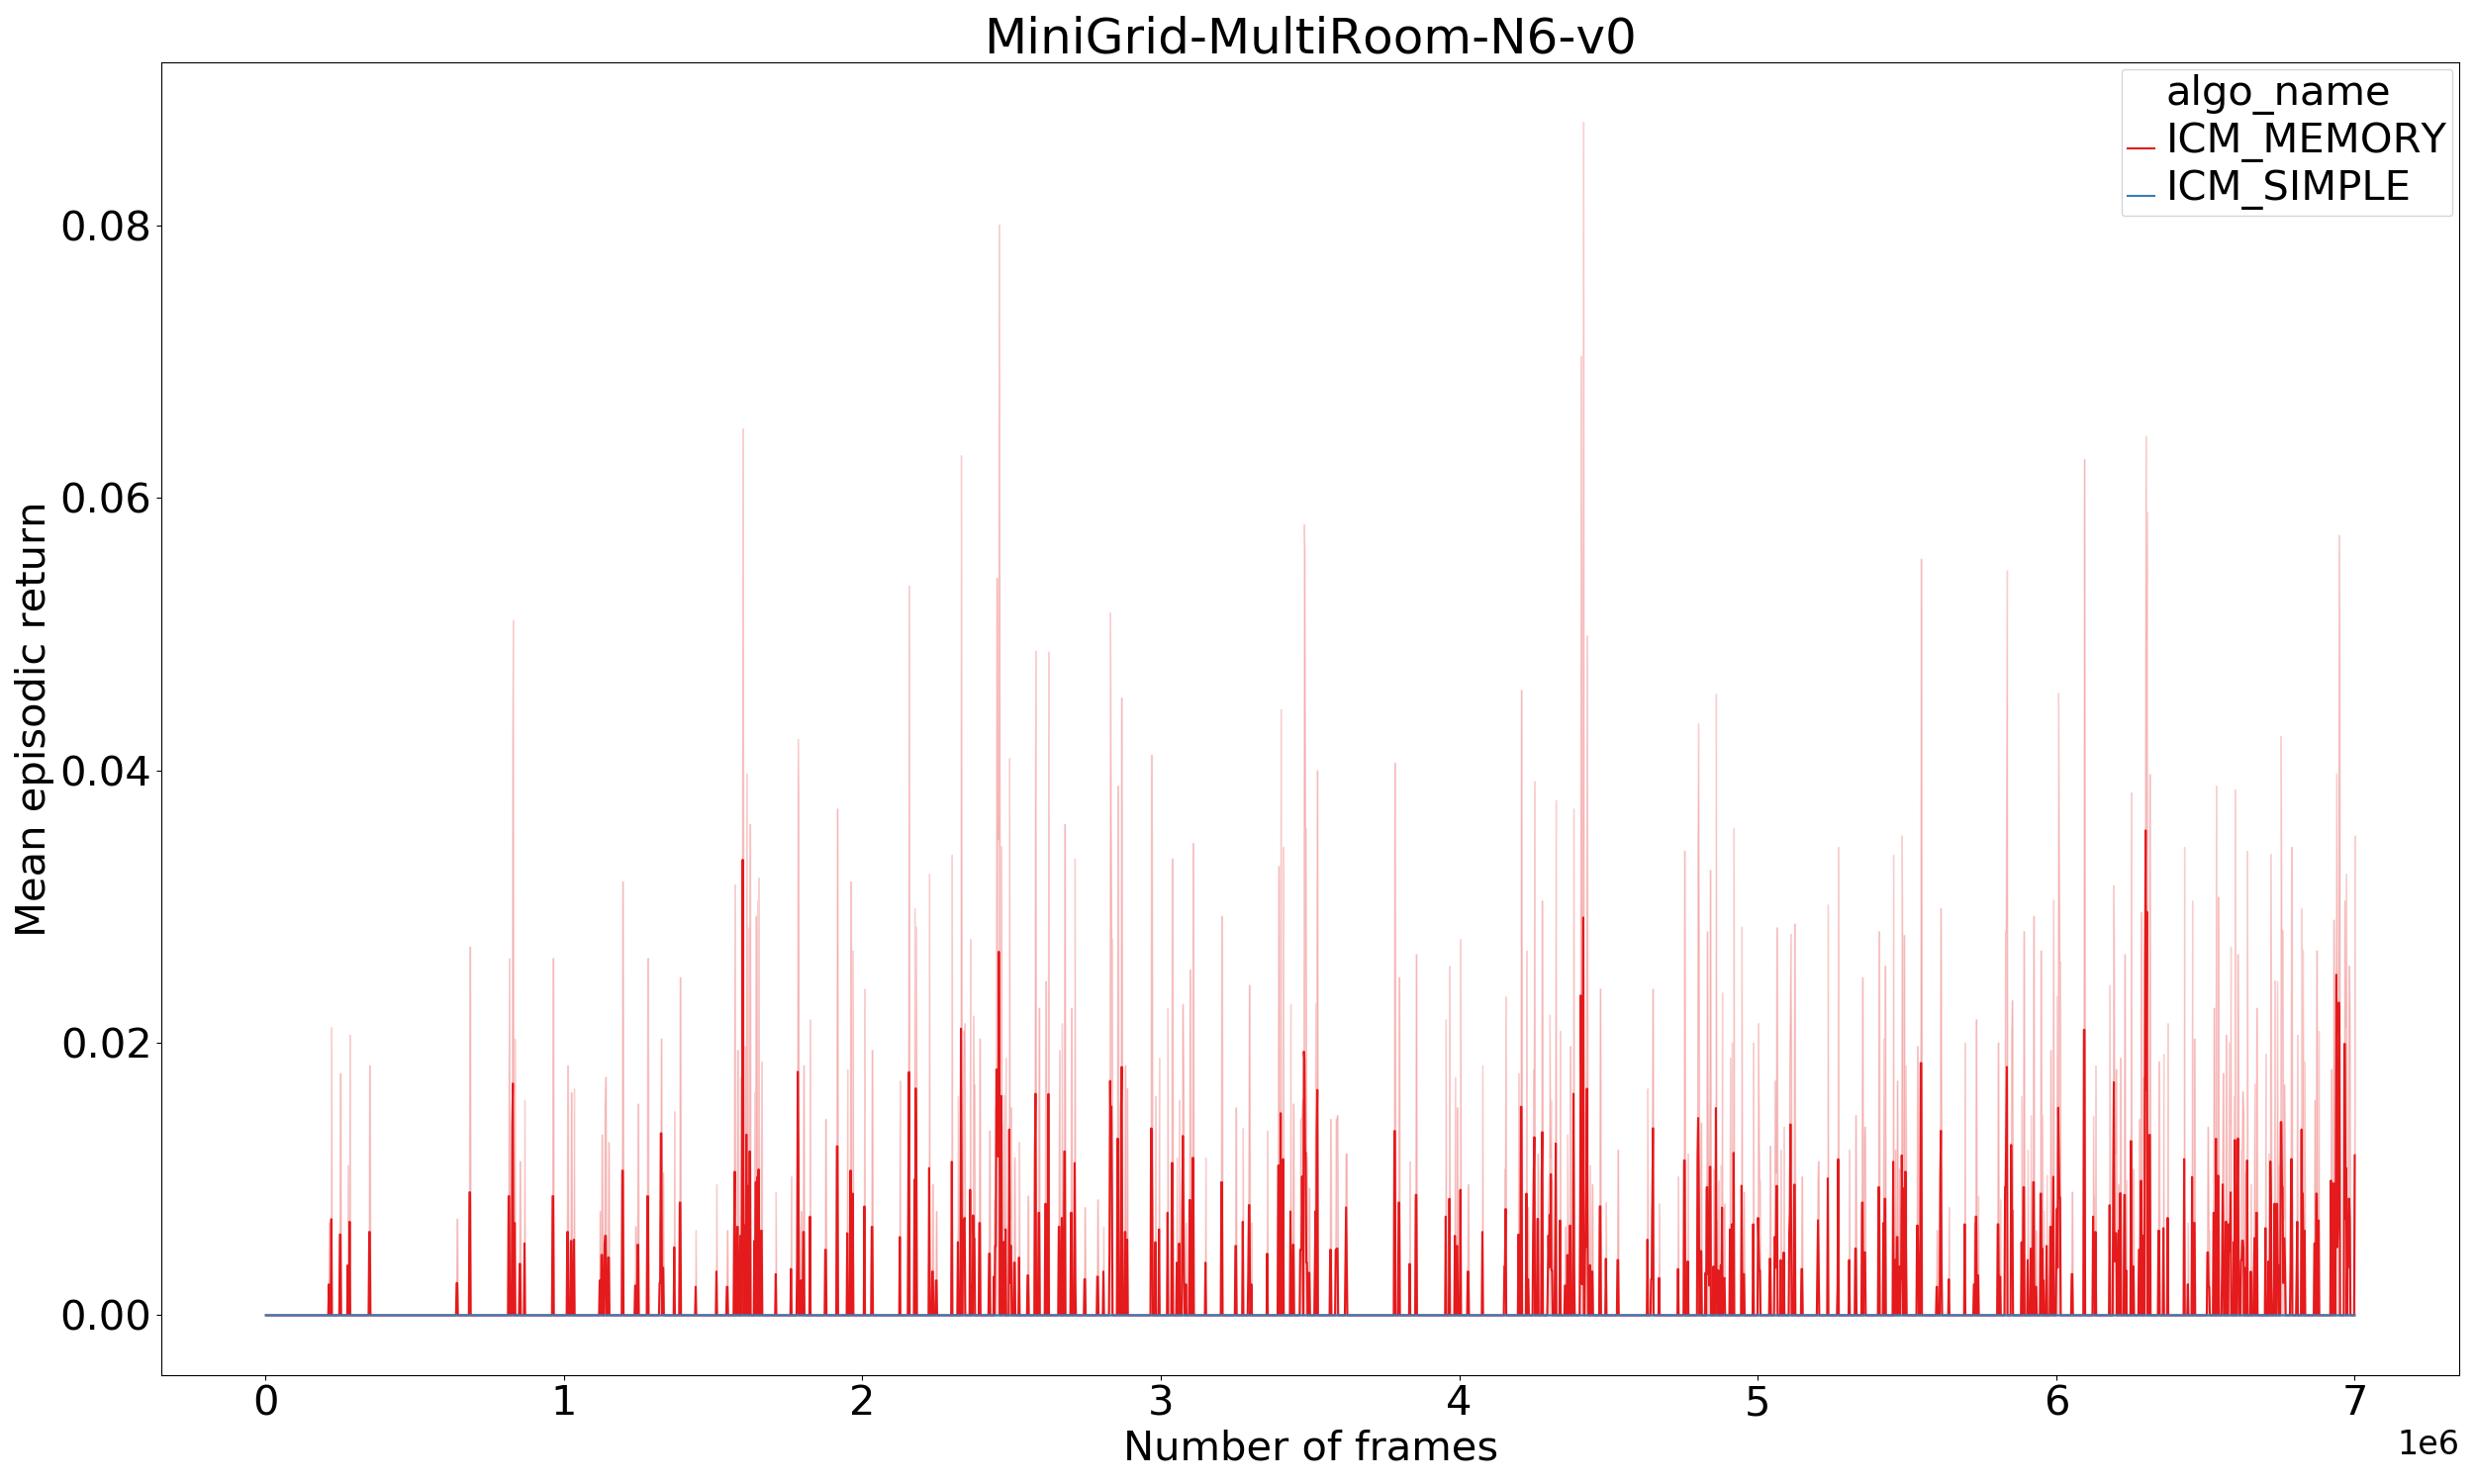 MiniGrid-MultiRoom-N6-v0
algo_name
ICM_MEMORY
ICM_SIMPLE
Mean episodic return
0.08
0.06
0.04
0.02
0.00
0 1 2 3 4 5 6 7
1e6
Number of frames